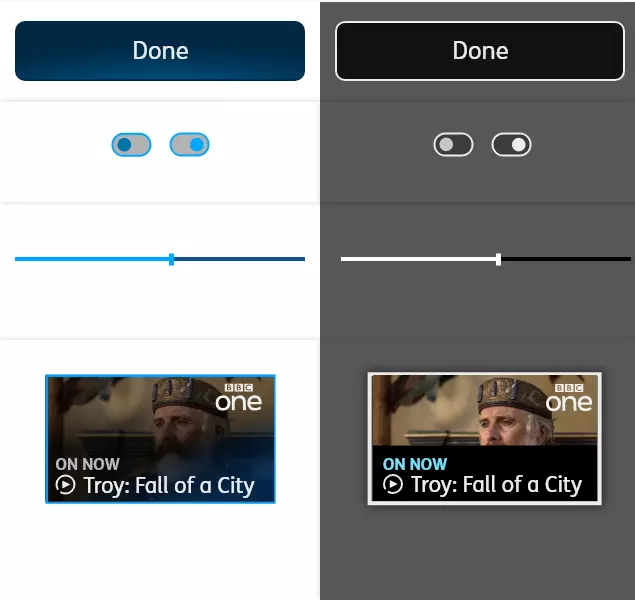 Done
Done
BBC
one
ON NOW
Troy: Fall of a City
BBC
one
ON NOW
Troy: Fall of a City